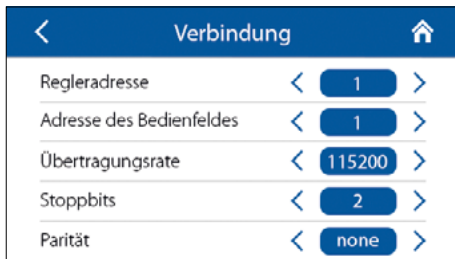 Verbindung
Regleradresse 1
Adresse des Bedienfeldes 1
Übertragungsrate 115200
Stoppbits 2
Parität none